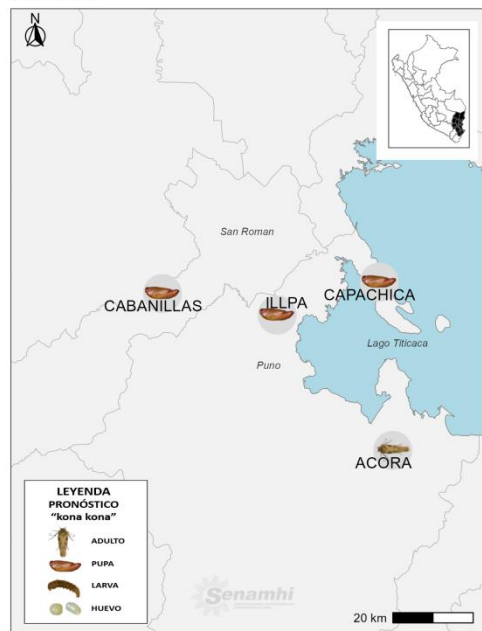 N
San Roman
CABANILLAS
ILLPA
CAPACHICA
Lago Titicaca
Puno
ACORA
LEYENDA
PRONÓSTICO
"kona kona"
ADULTO
PUPA
LARVA
HUEVO
Senamhi
20 km